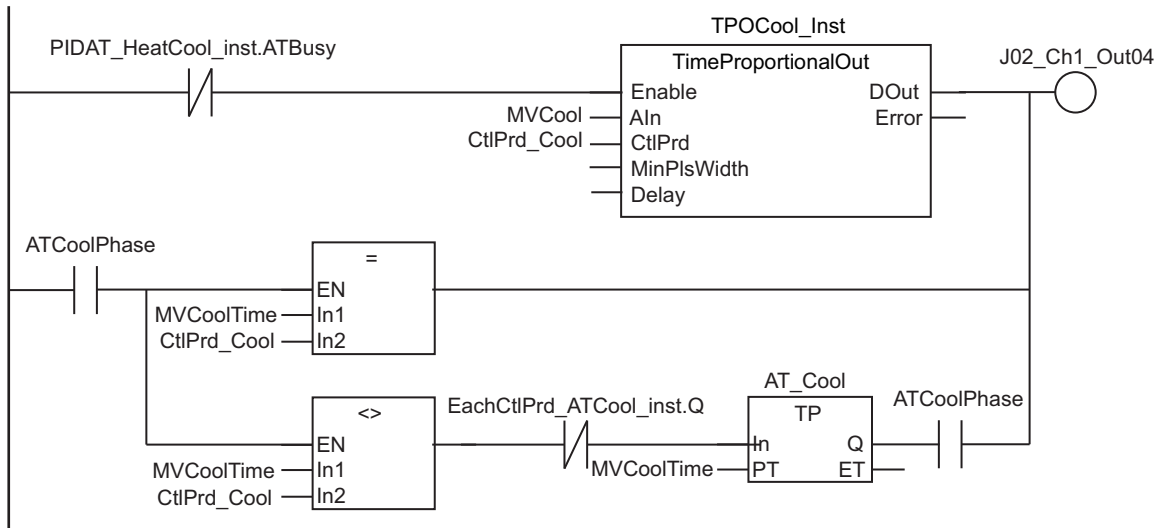 TPOCool_Inst
PIDAT_HeatCool_inst.ATBusy
J02_Ch1_Out04
TimeProportionalOut
Enable DOut
MVCool AIn Error
CtlPrd_Cool CtlPrd
MinPlsWidth
Delay
ATCoolPhase
=
EN
MVCoolTime In1
CtlPrd_Cool In2
AT_Cool
<> EachCtlPrd_ATCool_inst.Q TP ATCoolPhase
EN In Q
MVCoolTime In1 MVCoolTime PT ET
CtlPrd_Cool In2